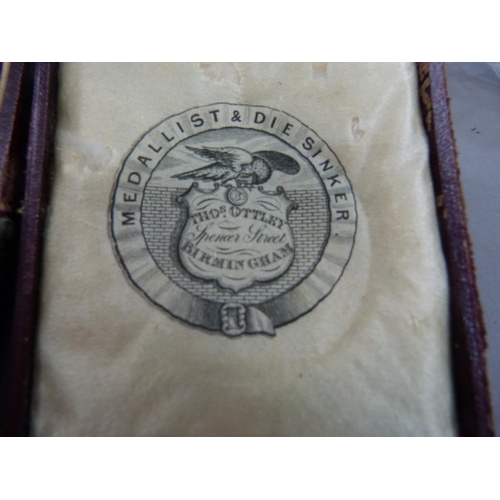 MEDALLIST & DIE SINKER.
THOS. OTTLEY
Spencer Street
BIRMINGHAM